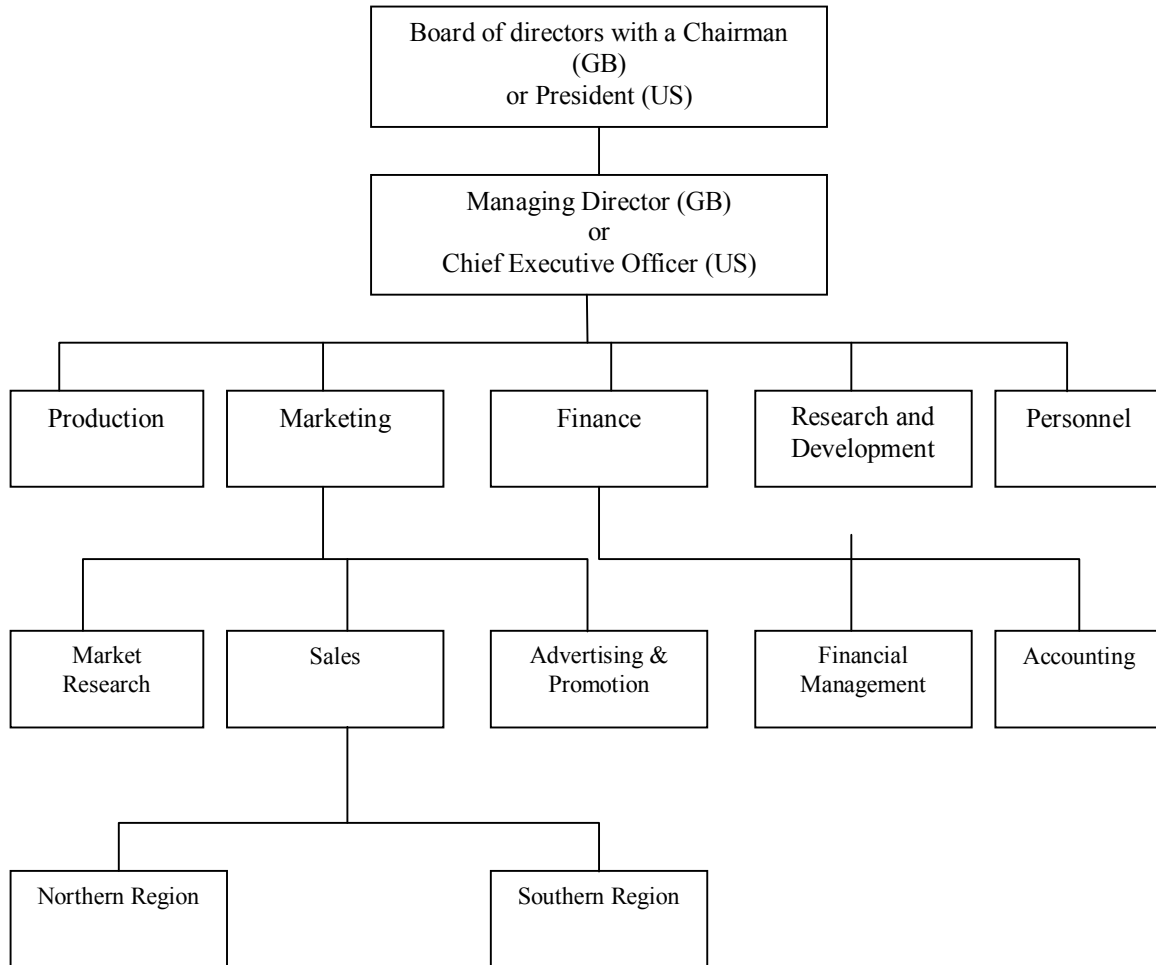 Board of directors with a Chairman
(GB)
or President (US)
Managing Director (GB)
or
Chief Executive Officer (US)
Production
Marketing
Finance
Research and
Development
Personnel
Market
Research
Sales
Advertising &
Promotion
Financial
Management
Accounting
Northern Region
Southern Region